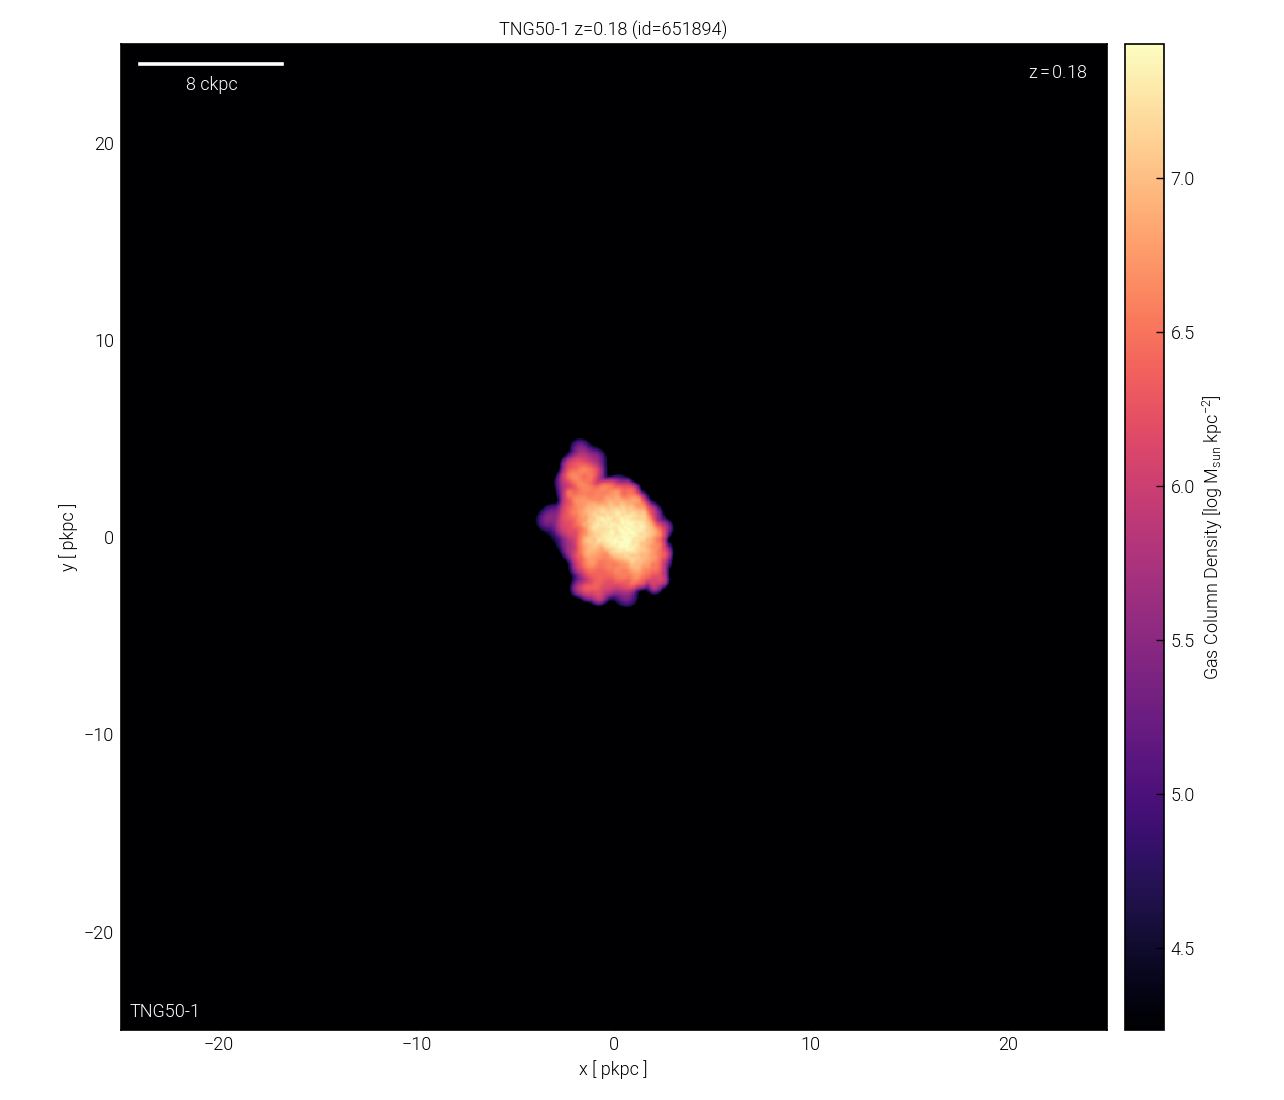 TNG50-1 z=0.18 (id=651894)
8 ckpc
z=0.18
20
10
0
−10
−20
y [ pkpc ]
TNG50-1
−20
−10
0
10
20
x [ pkpc ]
7.0
6.5
6.0
5.5
5.0
4.5
Gas Column Density [log M_sun kpc⁻²]